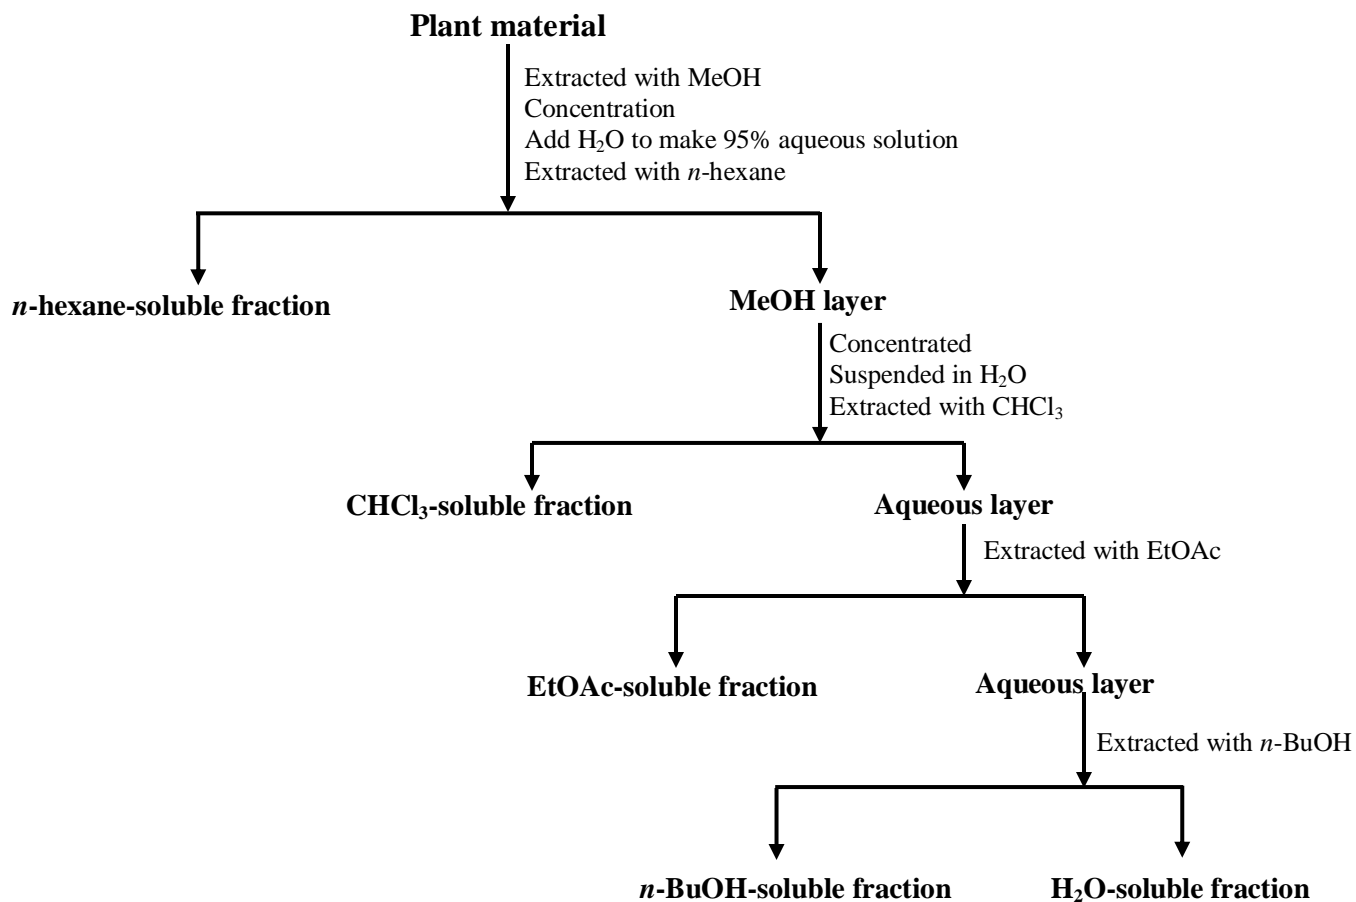 Plant material
Extracted with MeOH
Concentration
Add H₂O to make 95% aqueous solution
Extracted with n-hexane
n-hexane-soluble fraction
MeOH layer
Concentrated
Suspended in H₂O
Extracted with CHCl₃
CHCl₃-soluble fraction
Aqueous layer
Extracted with EtOAc
EtOAc-soluble fraction
Aqueous layer
Extracted with n-BuOH
n-BuOH-soluble fraction
H₂O-soluble fraction